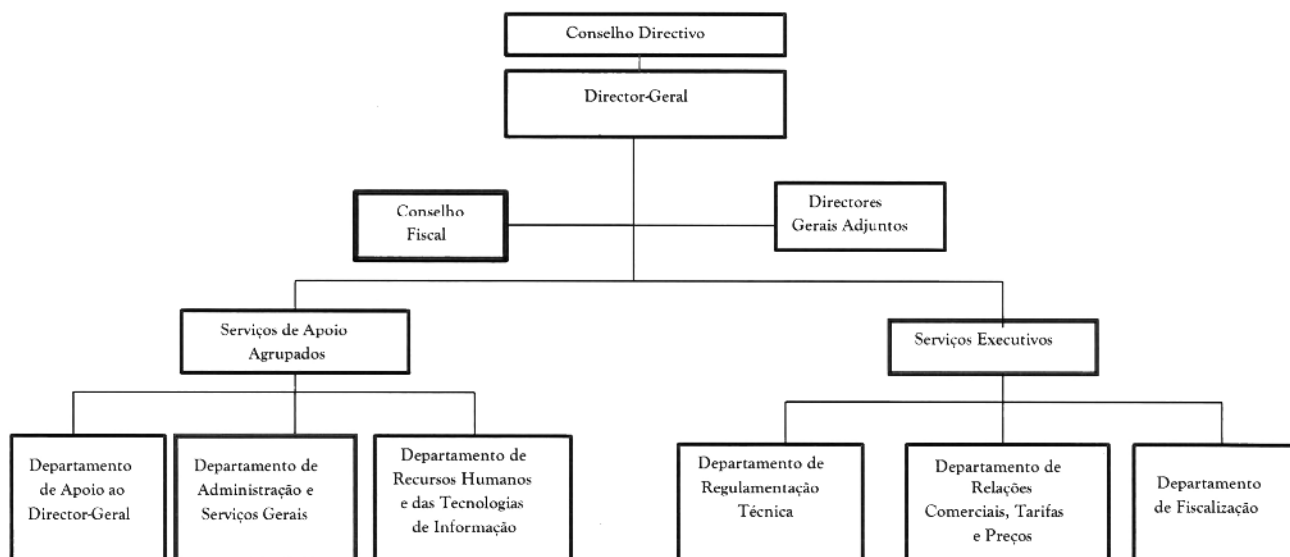 Conselho Directivo
Director-Geral
Conselho
Fiscal
Directores
Gerais Adjuntos
Serviços de Apoio
Agrupados
Serviços Executivos
Departamento
de Apoio ao
Director-Geral
Departamento de
Administração e
Serviços Gerais
Departamento de
Recursos Humanos
e das Tecnologias
de Informação
Departamento de
Regulamentação
Técnica
Departamento de
Relações
Comerciais, Tarifas
e Preços
Departamento
de Fiscalização